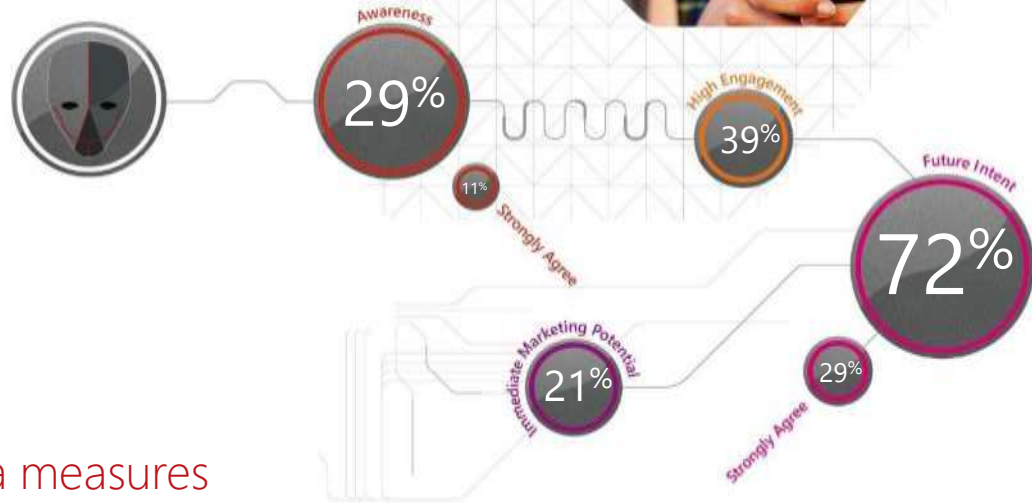 Awareness
29%
11%
Strongly Agree
High Engagement
39%
Future Intent
72%
29%
Strongly Agree
Immediate Marketing Potential
21%
a measures